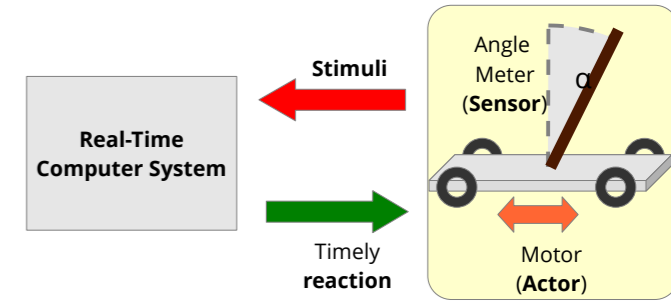 Real-Time
Computer System
Stimuli
Timely
reaction
Angle
Meter
(Sensor)
α
Motor
(Actor)